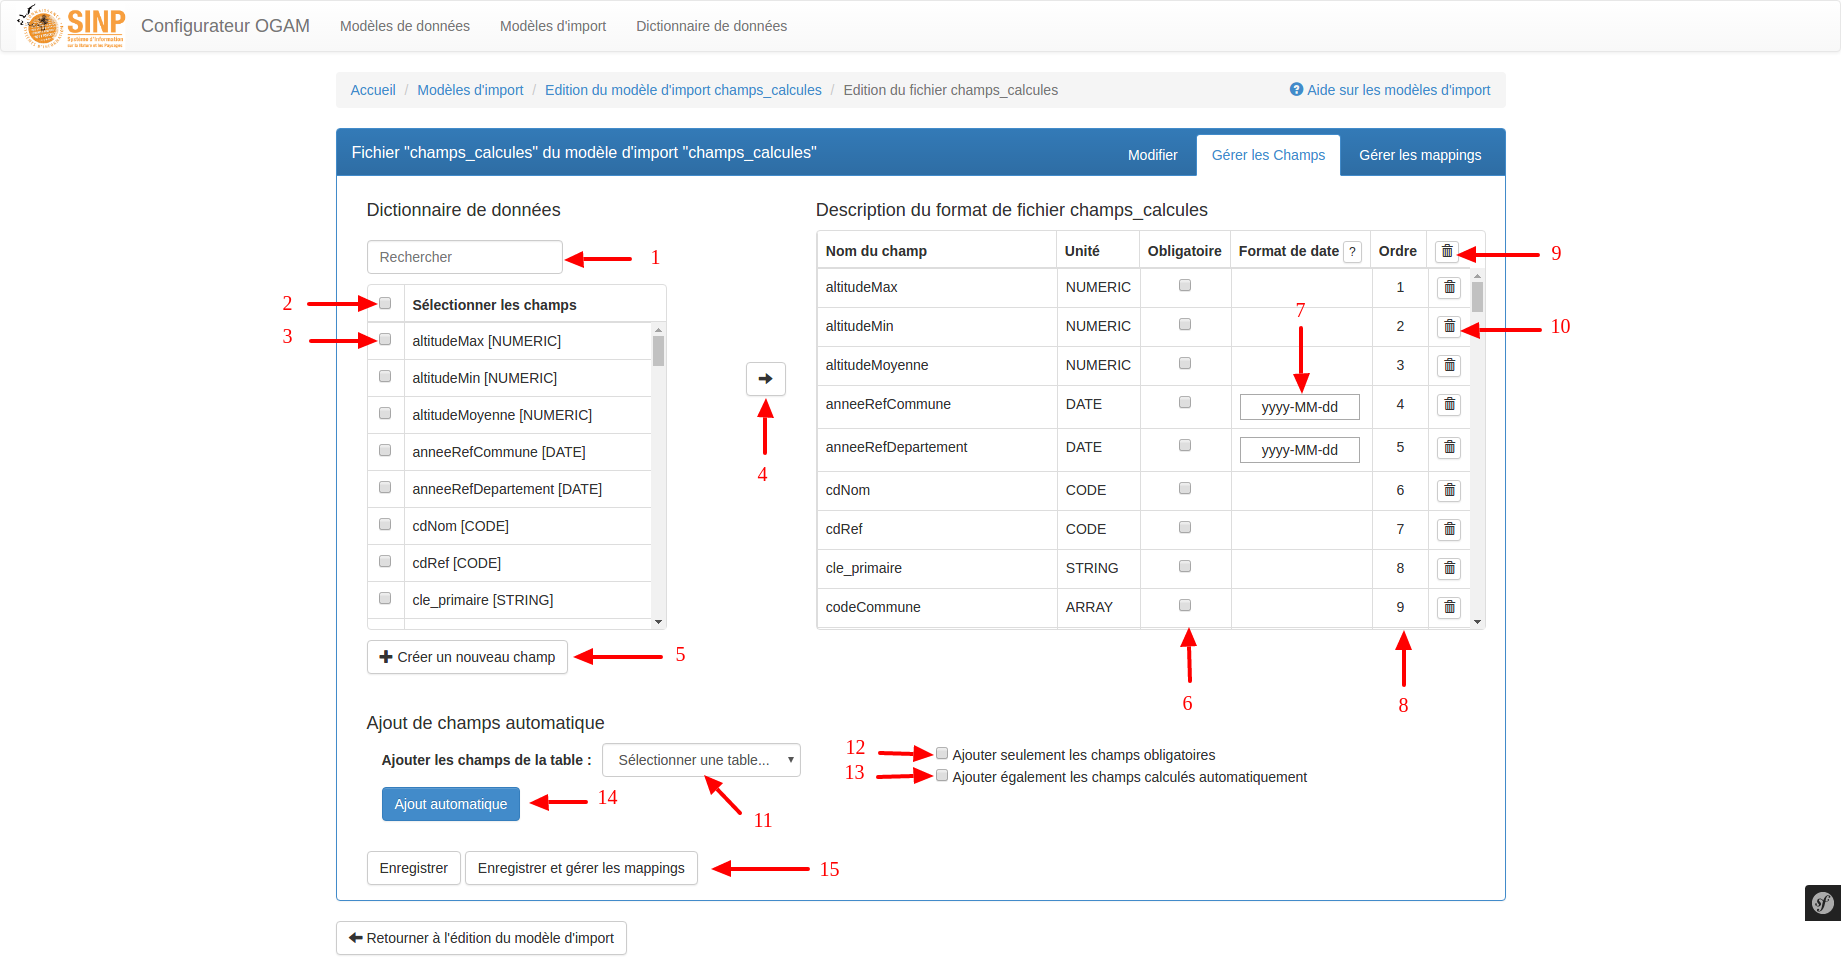 SINP
Système d'Information
sur la Nature et les Paysages
Configurateur OGAM
Modèles de données
Modèles d'import
Dictionnaire de données
Accueil / Modèles d'import / Edition du modèle d'import champs_calcules / Edition du fichier champs_calcules
? Aide sur les modèles d'import
Fichier "champs_calcules" du modèle d'import "champs_calcules"
Modifier
Gérer les Champs
Gérer les mappings
Dictionnaire de données
Rechercher
1
2
Sélectionner les champs
3
altitudeMax [NUMERIC]
altitudeMin [NUMERIC]
altitudeMoyenne [NUMERIC]
anneeRefCommune [DATE]
anneeRefDepartement [DATE]
cdNom [CODE]
cdRef [CODE]
cle_primaire [STRING]
4
Créer un nouveau champ
5
Description du format de fichier champs_calcules
Nom du champ Unité Obligatoire Format de date ? Ordre
9
altitudeMax NUMERIC 1
altitudeMin NUMERIC 2
10
7
altitudeMoyenne NUMERIC 3
anneeRefCommune DATE yyyy-MM-dd 4
anneeRefDepartement DATE yyyy-MM-dd 5
cdNom CODE 6
cdRef CODE 7
cle_primaire STRING 8
codeCommune ARRAY 9
6
8
Ajout de champs automatique
Ajouter les champs de la table : Sélectionner une table...
11
12
Ajouter seulement les champs obligatoires
13
Ajouter également les champs calculés automatiquement
Ajout automatique
14
Enregistrer
Enregistrer et gérer les mappings
15
Retourner à l'édition du modèle d'import
sf